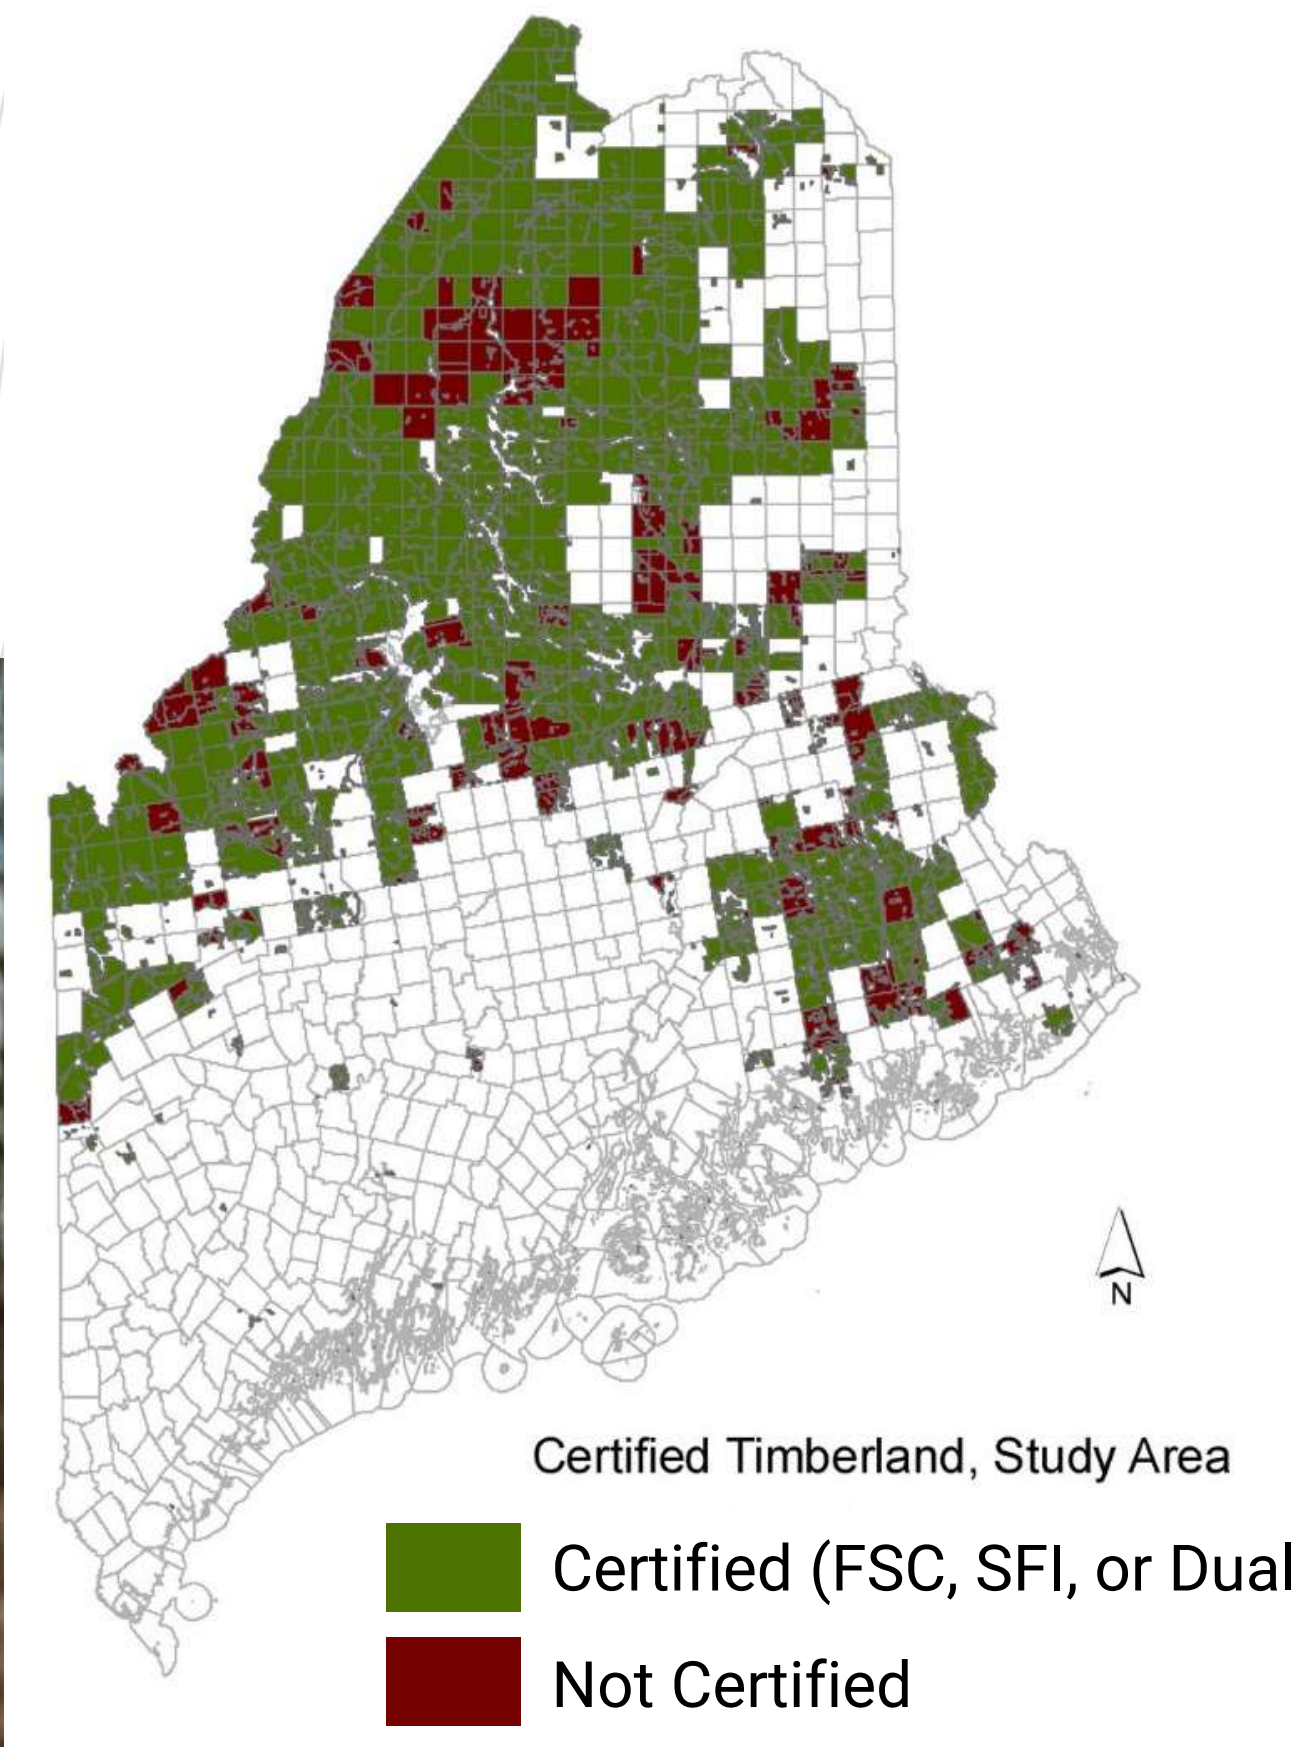 N
Certified Timberland, Study Area
Certified (FSC, SFI, or Dual
Not Certified